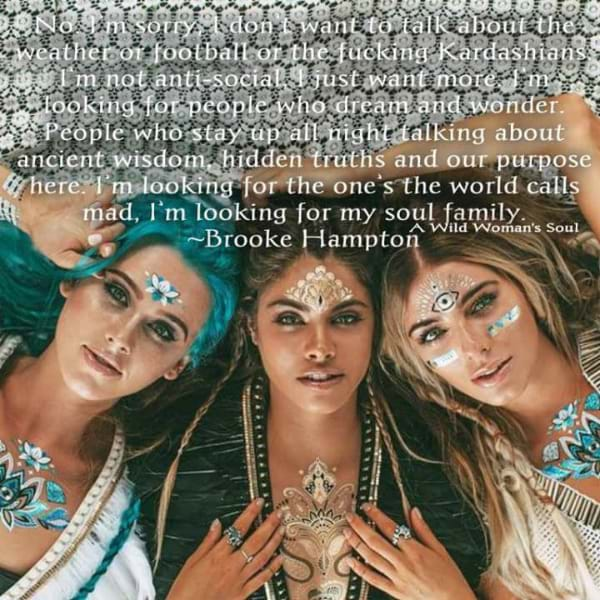 No. I'm sorry, I don't want to talk about the
weather or football or the fucking Kardashians.
I'm not anti-social. I just want more. I'm
looking for people who dream and wonder.
People who stay up all night talking about
ancient wisdom, hidden truths and our purpose
here. I'm looking for the one's the world calls
mad, I'm looking for my soul family.
~Brooke Hampton
A Wild Woman's Soul